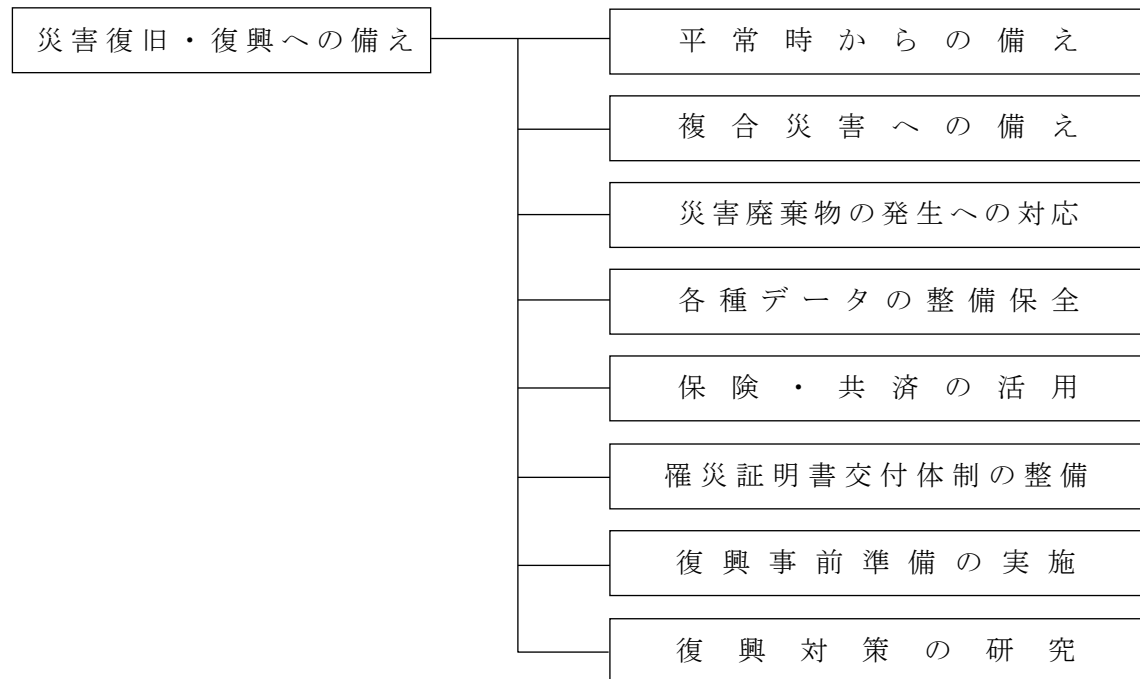 災害復旧・復興への備え
平常時からの備え
複合災害への備え
災害廃棄物の発生への対応
各種データの整備保全
保険・共済の活用
罹災証明書交付体制の整備
復興事前準備の実施
復興対策の研究